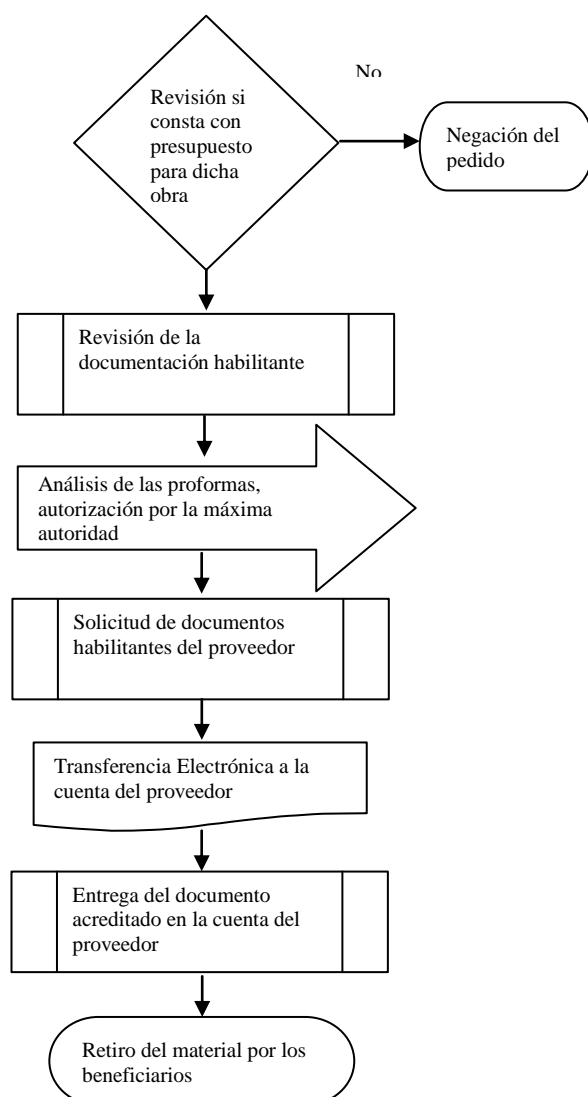 No
Revisión si
consta con
presupuesto
para dicha
obra
Negación del
pedido
Revisión de la
documentación habilitante
Análisis de las proformas,
autorización por la máxima
autoridad
Solicitud de documentos
habilitantes del proveedor
Transferencia Electrónica a la
cuenta del proveedor
Entrega del documento
acreditado en la cuenta del
proveedor
Retiro del material por los
beneficiarios